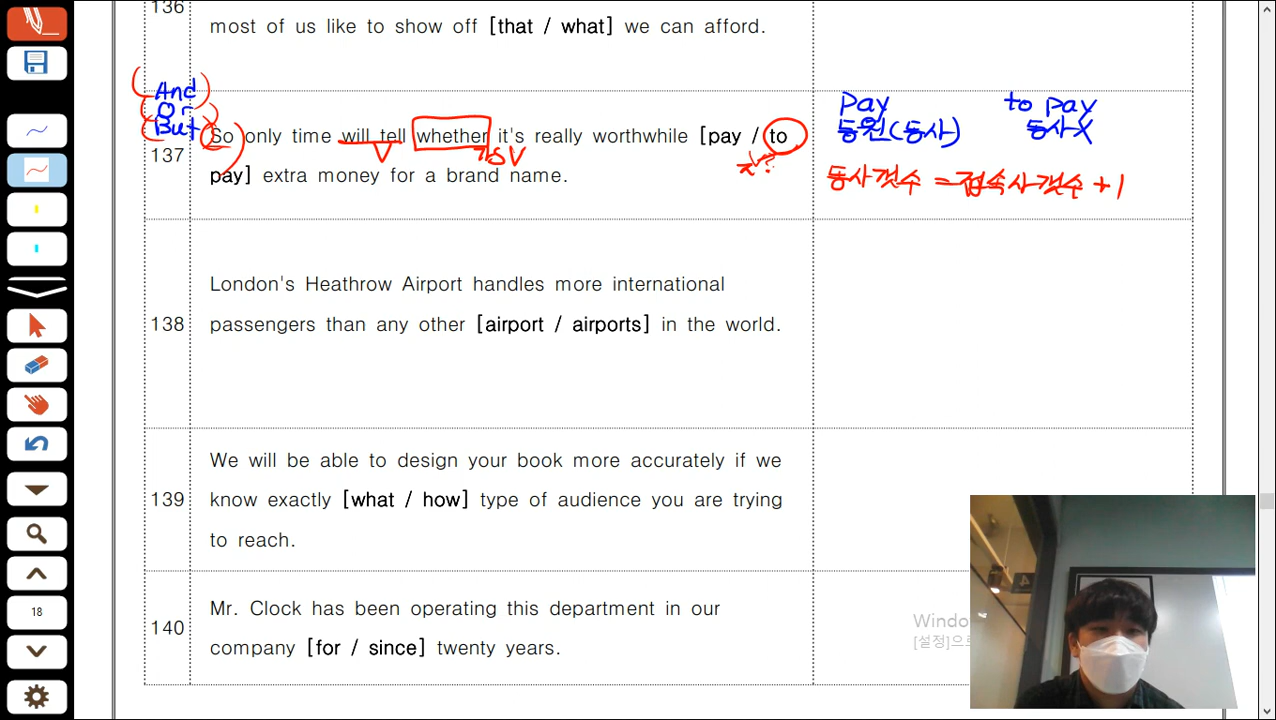 136
most of us like to show off [that / what] we can afford.
And
Or
But
137
So only time will tell whether it's really worthwhile [pay / to
pay] extra money for a brand name.
V
SV
pay
동원(동사)
to pay
동사X
동사갯수 = 접속사갯수 +1
138
London's Heathrow Airport handles more international
passengers than any other [airport / airports] in the world.
139
We will be able to design your book more accurately if we
know exactly [what / how] type of audience you are trying
to reach.
140
Mr. Clock has been operating this department in our
company [for / since] twenty years.
18